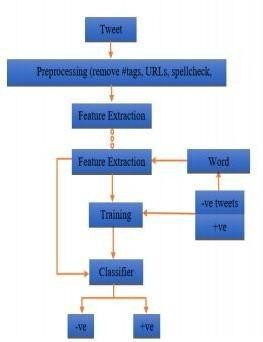 Tweet
Preprocessing (remove #tags, URLs, spellcheck,
Feature Extraction
Feature Extraction
Word
-ve tweets
+ve
Training
Classifier
-ve
+ve